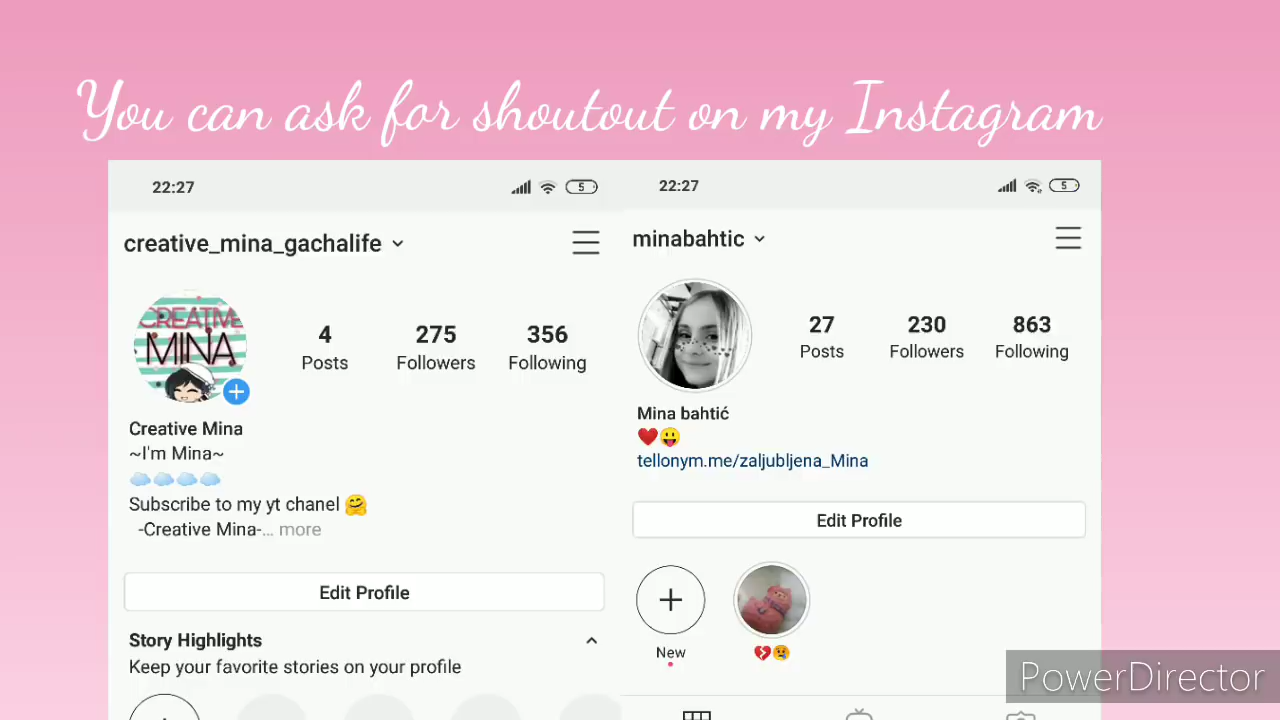 You can ask for shoutout on my Instagram
22:27
5
creative_mina_gachalife
CREATIVE
MINA
4
Posts
275
Followers
356
Following
Creative Mina
~I'm Mina~
Subscribe to my yt chanel
-Creative Mina-... more
Edit Profile
Story Highlights
Keep your favorite stories on your profile
22:27
5
minabahtic
27
Posts
230
Followers
863
Following
Mina bahtić
tellonym.me/zaljubljena_Mina
Edit Profile
New
PowerDirector